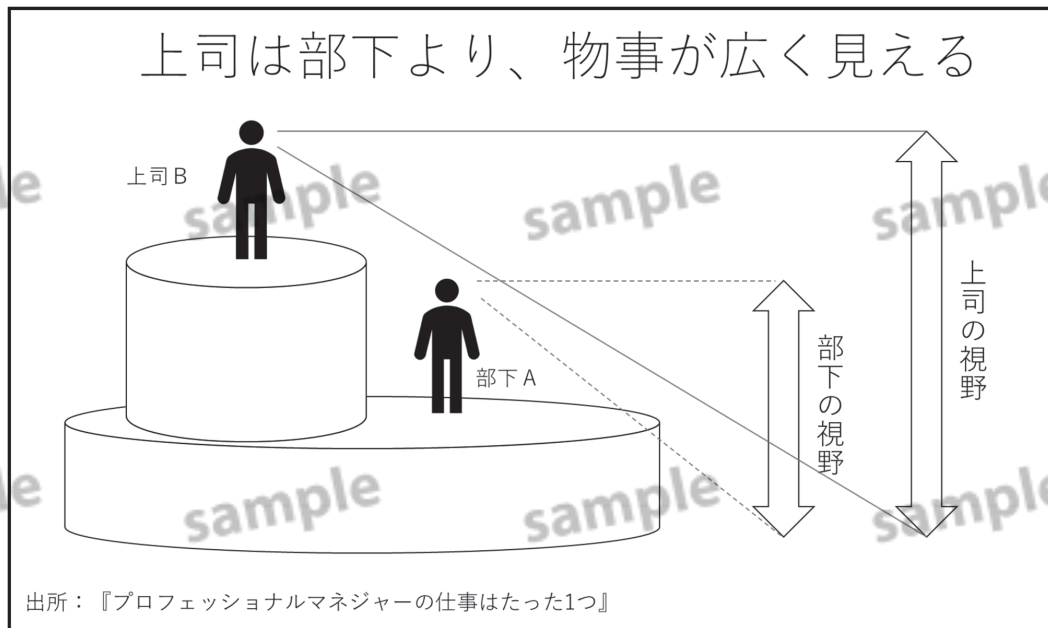 上司は部下より、物事が広く見える
上司B
部下A
部下の視野
上司の視野
le sample sample sample
le sample sample sample
出所：『プロフェッショナルマネジャーの仕事はたった1つ』